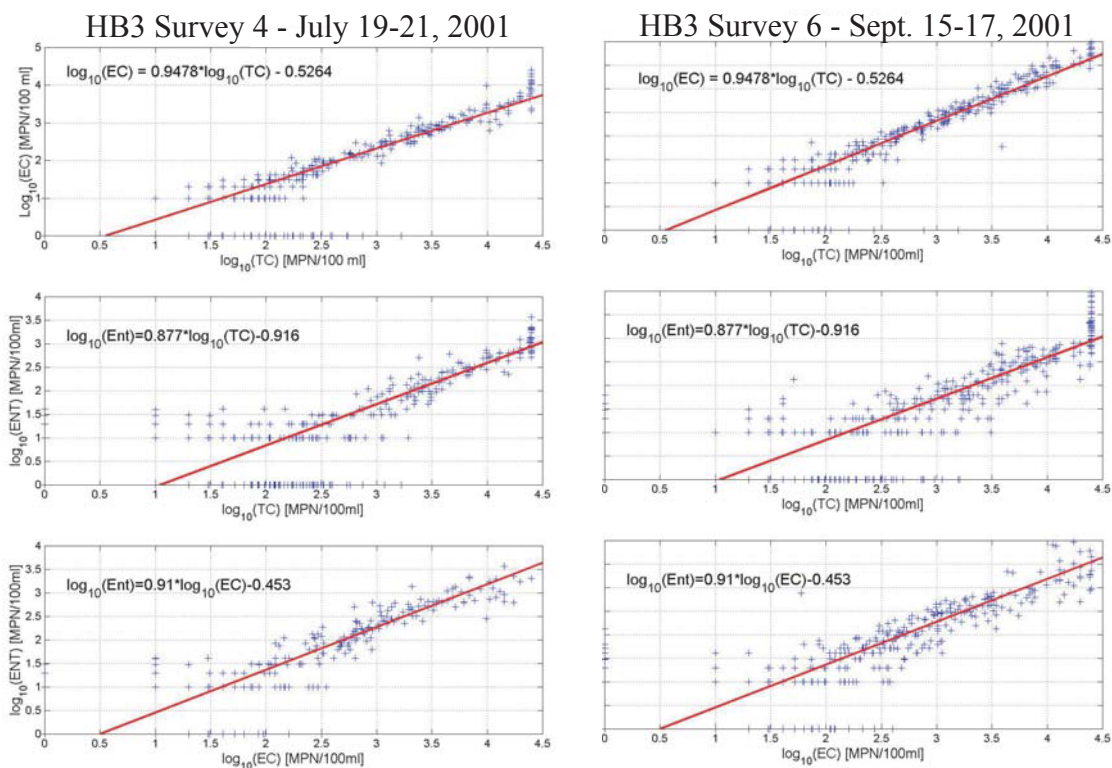 HB3 Survey 4 - July 19-21, 2001
HB3 Survey 6 - Sept. 15-17, 2001
5
4
3
2
1
0
Log10(EC) [MPN/100 ml]
log10(EC) = 0.9478*log10(TC) - 0.5264
0 0.5 1 1.5 2 2.5 3 3.5 4 4.5
log10(TC) [MPN/100 ml]
log10(EC) = 0.9478*log10(TC) - 0.5264
0 0.5 1 1.5 2 2.5 3 3.5 4 4.5
log10(TC) [MPN/100ml]
4
3.5
3
2.5
2
1.5
1
0.5
0
log10(ENT) [MPN/100ml]
log10(Ent)=0.877*log10(TC)-0.916
0 0.5 1 1.5 2 2.5 3 3.5 4 4.5
log10(TC) [MPN/100ml]
log10(Ent)=0.877*log10(TC)-0.916
0 0.5 1 1.5 2 2.5 3 3.5 4 4.5
log10(TC) [MPN/100ml]
4
3.5
3
2.5
2
1.5
1
0.5
0
log10(ENT) [MPN/100ml]
log10(Ent)=0.91*log10(EC)-0.453
0 0.5 1 1.5 2 2.5 3 3.5 4 4.5
log10(EC) [MPN/100ml]
log10(Ent)=0.91*log10(EC)-0.453
0 0.5 1 1.5 2 2.5 3 3.5 4 4.5
log10(EC) [MPN/100ml]